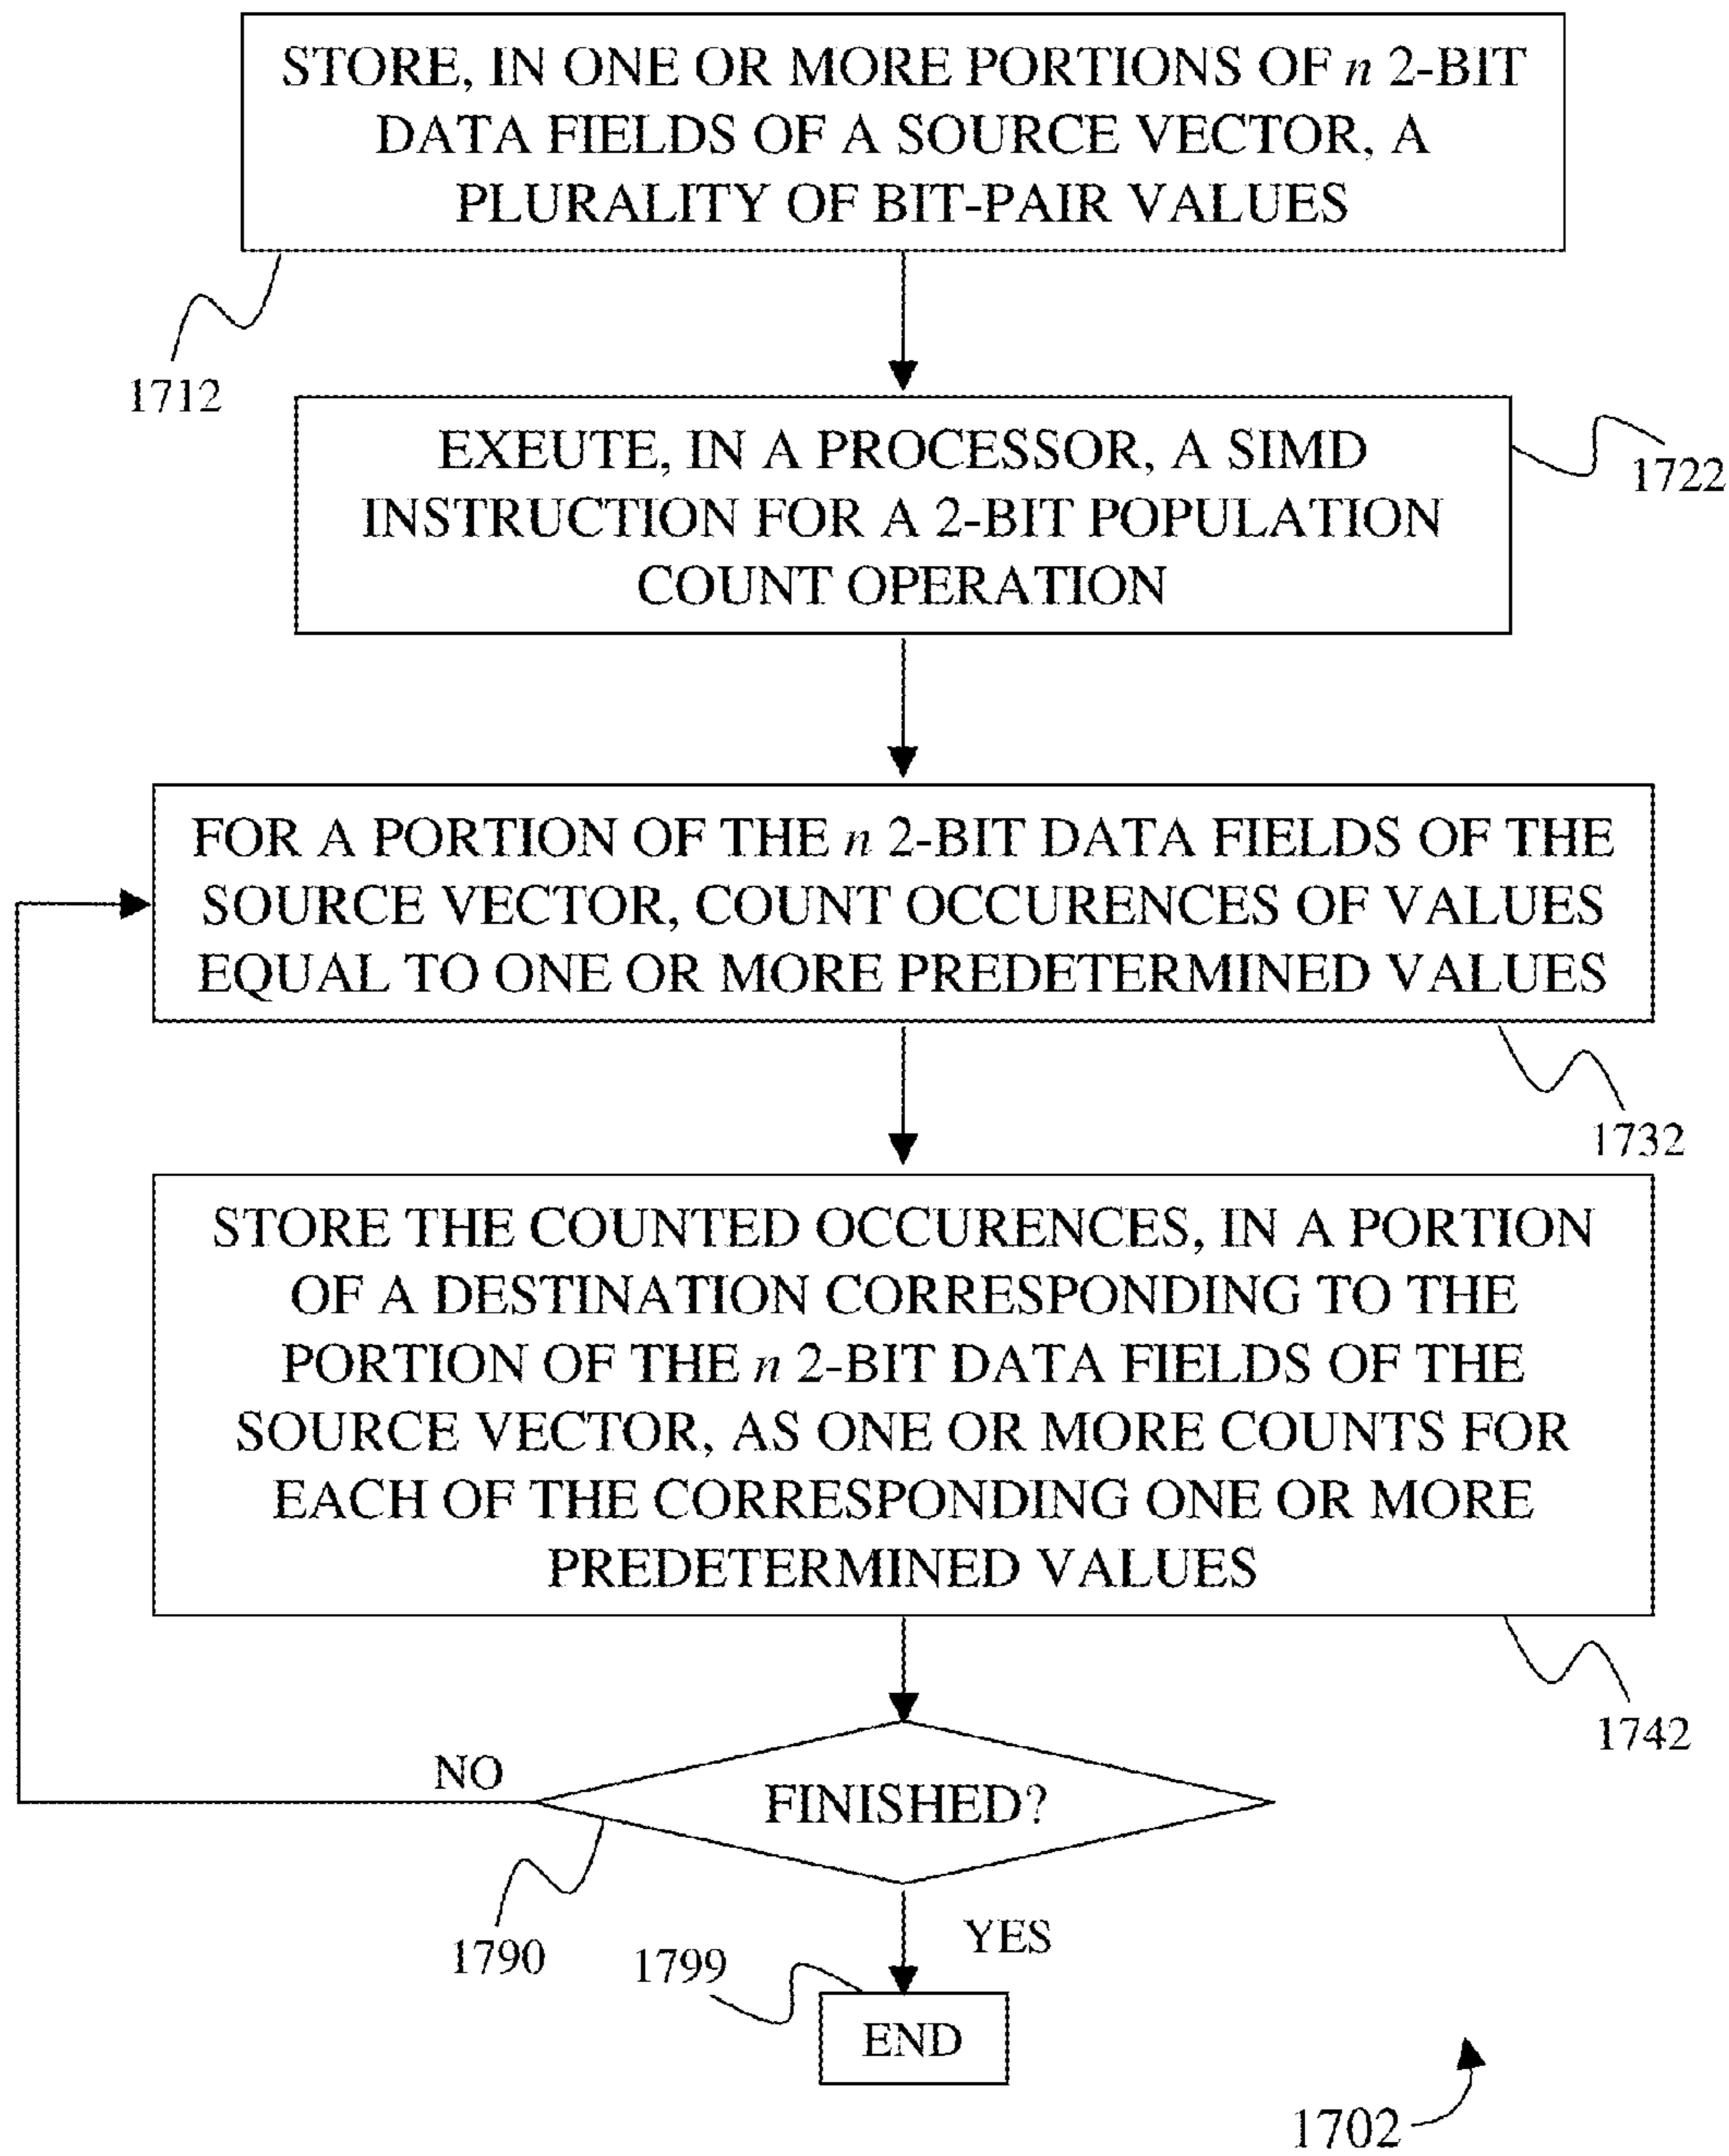 STORE, IN ONE OR MORE PORTIONS OF n 2-BIT
DATA FIELDS OF A SOURCE VECTOR, A
PLURALITY OF BIT-PAIR VALUES
1712
EXEUTE, IN A PROCESSOR, A SIMD
INSTRUCTION FOR A 2-BIT POPULATION
COUNT OPERATION
1722
FOR A PORTION OF THE n 2-BIT DATA FIELDS OF THE
SOURCE VECTOR, COUNT OCCURENCES OF VALUES
EQUAL TO ONE OR MORE PREDETERMINED VALUES
1732
STORE THE COUNTED OCCURENCES, IN A PORTION
OF A DESTINATION CORRESPONDING TO THE
PORTION OF THE n 2-BIT DATA FIELDS OF THE
SOURCE VECTOR, AS ONE OR MORE COUNTS FOR
EACH OF THE CORRESPONDING ONE OR MORE
PREDETERMINED VALUES
1742
NO
FINISHED?
1790
YES
1799
END
1702